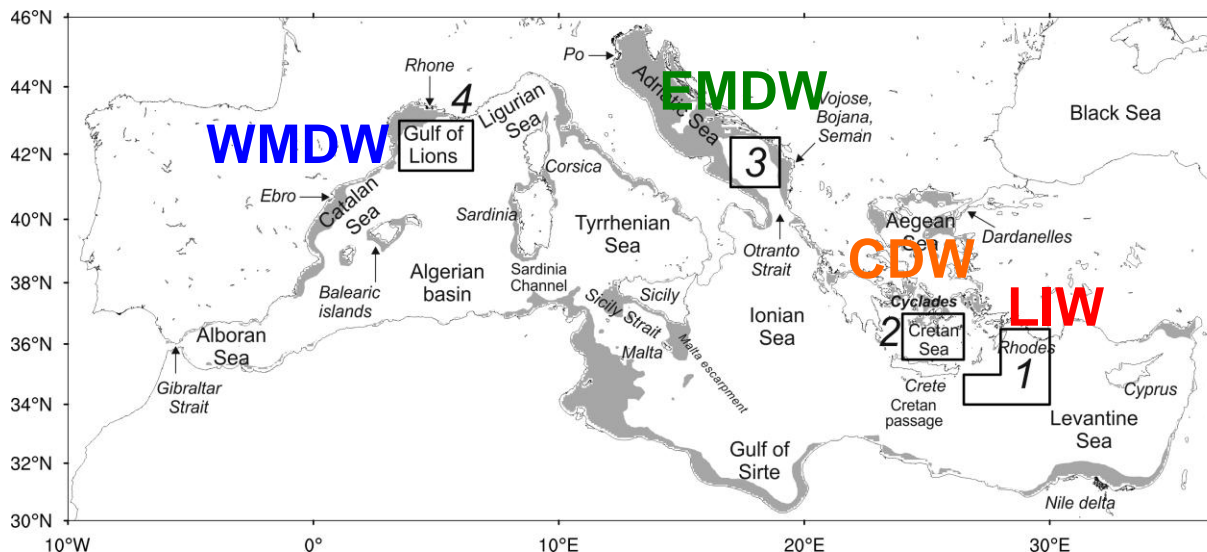 46°N
44°N
42°N
40°N
38°N
36°N
34°N
32°N
30°N
10°W
0°
10°E
20°E
30°E
WMDW
EMDW
CDW
LIW
Po
Rhone
4
Ligurian
Sea
Adriatic Sea
Vojose,
Bojana,
Seman
Black Sea
Gulf of
Lions
3
Corsica
Ebro
Catalan
Sea
Sardinia
Tyrrhenian
Sea
Otranto
Strait
Aegean
Sea
Dardanelles
Balearic
islands
Algerian
basin
Sardinia
Channel
Sicily
Sicily Strait
Malta
Malta escarpment
Ionian
Sea
Cyclades
2
Cretan
Sea
Rhodes
1
Alboran
Sea
Gibraltar
Strait
Crete
Cretan
passage
Cyprus
Levantine
Sea
Gulf of
Sirte
Nile delta